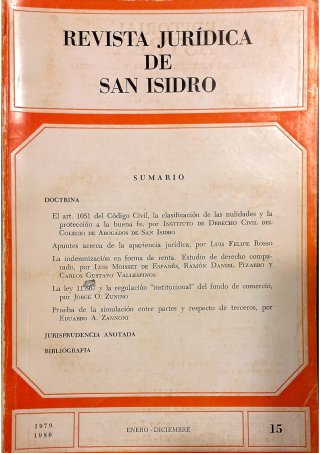 REVISTA JURÍDICA
DE
SAN ISIDRO
SUMARIO
DOCTRINA
El art. 1051 del Código Civil, la clasificación de las nulidades y la
protección a la buena fe, por INSTITUTO DE DERECHO CIVIL DEL
COLEGIO DE ABOGADOS DE SAN ISIDRO
Apuntes acerca de la apariencia jurídica, por LUIS FELIPE BOSSO
La indemnización en forma de renta. Estudio de derecho compa-
rado, por LUIS MOISSET DE ESPANÉS, RAMÓN DANIEL PIZARRO Y
CARLOS GUSTAVO VALLESPINOS
La ley y la regulación "institucional" del fondo de comercio,
por JORGE O. ZUNINO
Prueba de la simulación entre partes y respecto de terceros, por
EDUARDO A. ZANNONI
JURISPRUDENCIA ANOTADA
BIBLIOGRAFIA
1979
1980
ENERO-DICIEMBRE
15